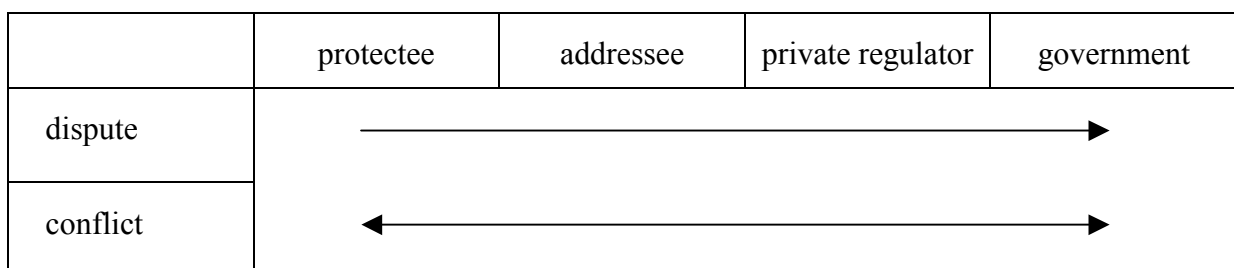 protectee addressee private regulator government
dispute
conflict